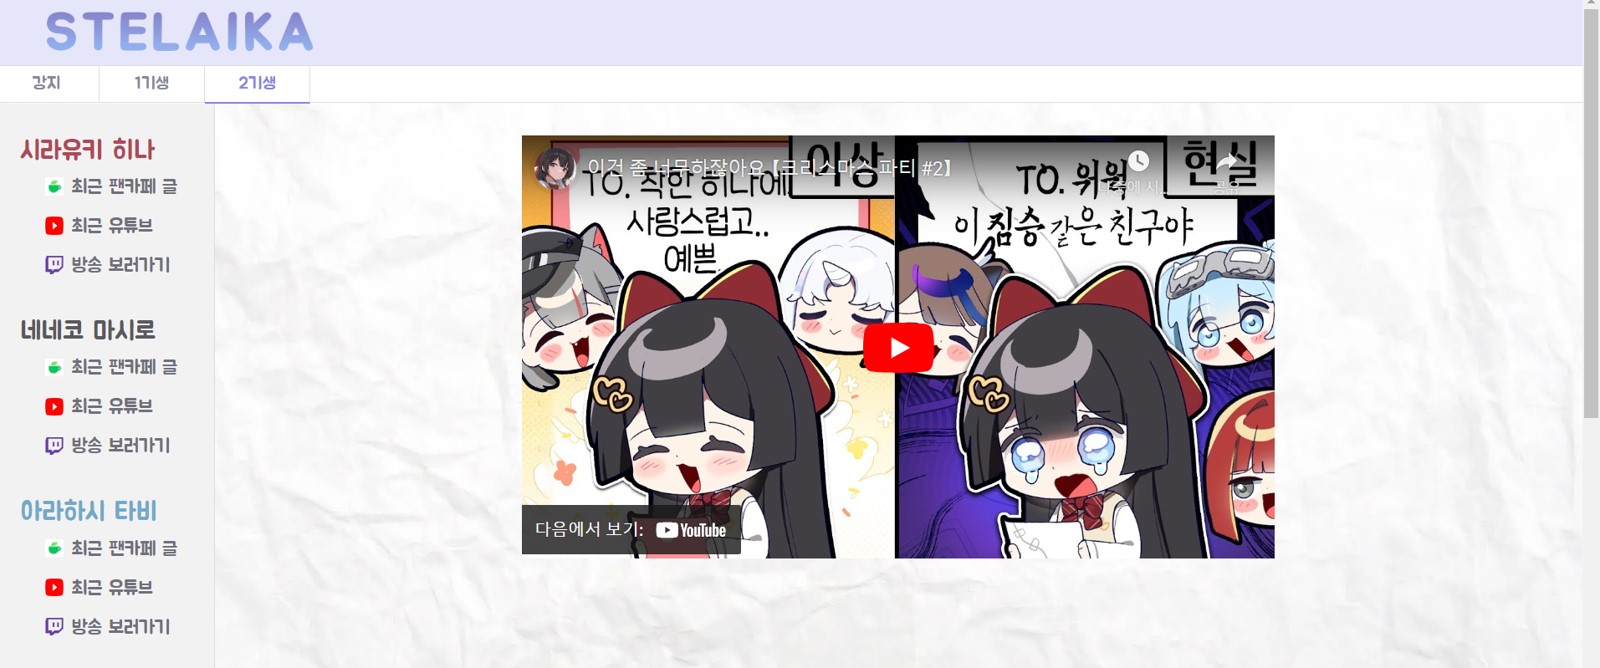 STELAIKA
강지
1기생
2기생
시라유키 히나
최근 팬카페 글
최근 유튜브
방송 보러가기
네네코 마시로
최근 팬카페 글
최근 유튜브
방송 보러가기
아라하시 타비
최근 팬카페 글
최근 유튜브
방송 보러가기
이건 좀 너무하잖아요【크리스마스 파티 #2】
이상
TO. 착한 히나에
사랑스럽고..
예쁜
현실
TO. 위원
이 짐승 같은 친구야
공유
다음에서 보기: YouTube